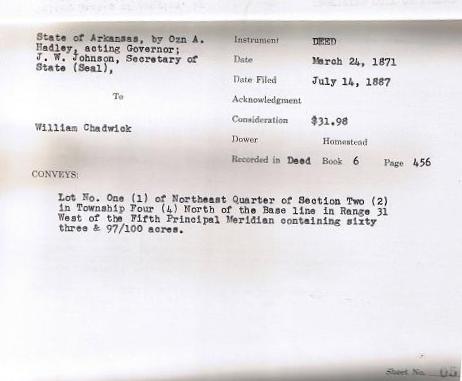 State of Arkansas, by Ozn A.
Hadley, acting Governor;
J. W. Johnson, Secretary of
State (Seal),
To
William Chadwick
Instrument DEED
Date March 24, 1871
Date Filed July 14, 1887
Acknowledgment
Consideration $31.98
Dower Homestead
Recorded in Deed Book 6 Page 456
CONVEYS:
Lot No. One (1) of Northeast Quarter of Section Two (2)
in Township Four (4) North of the Base line in Range 31
West of the Fifth Principal Meridian containing sixty
three & 97/100 acres.
Sheet No.